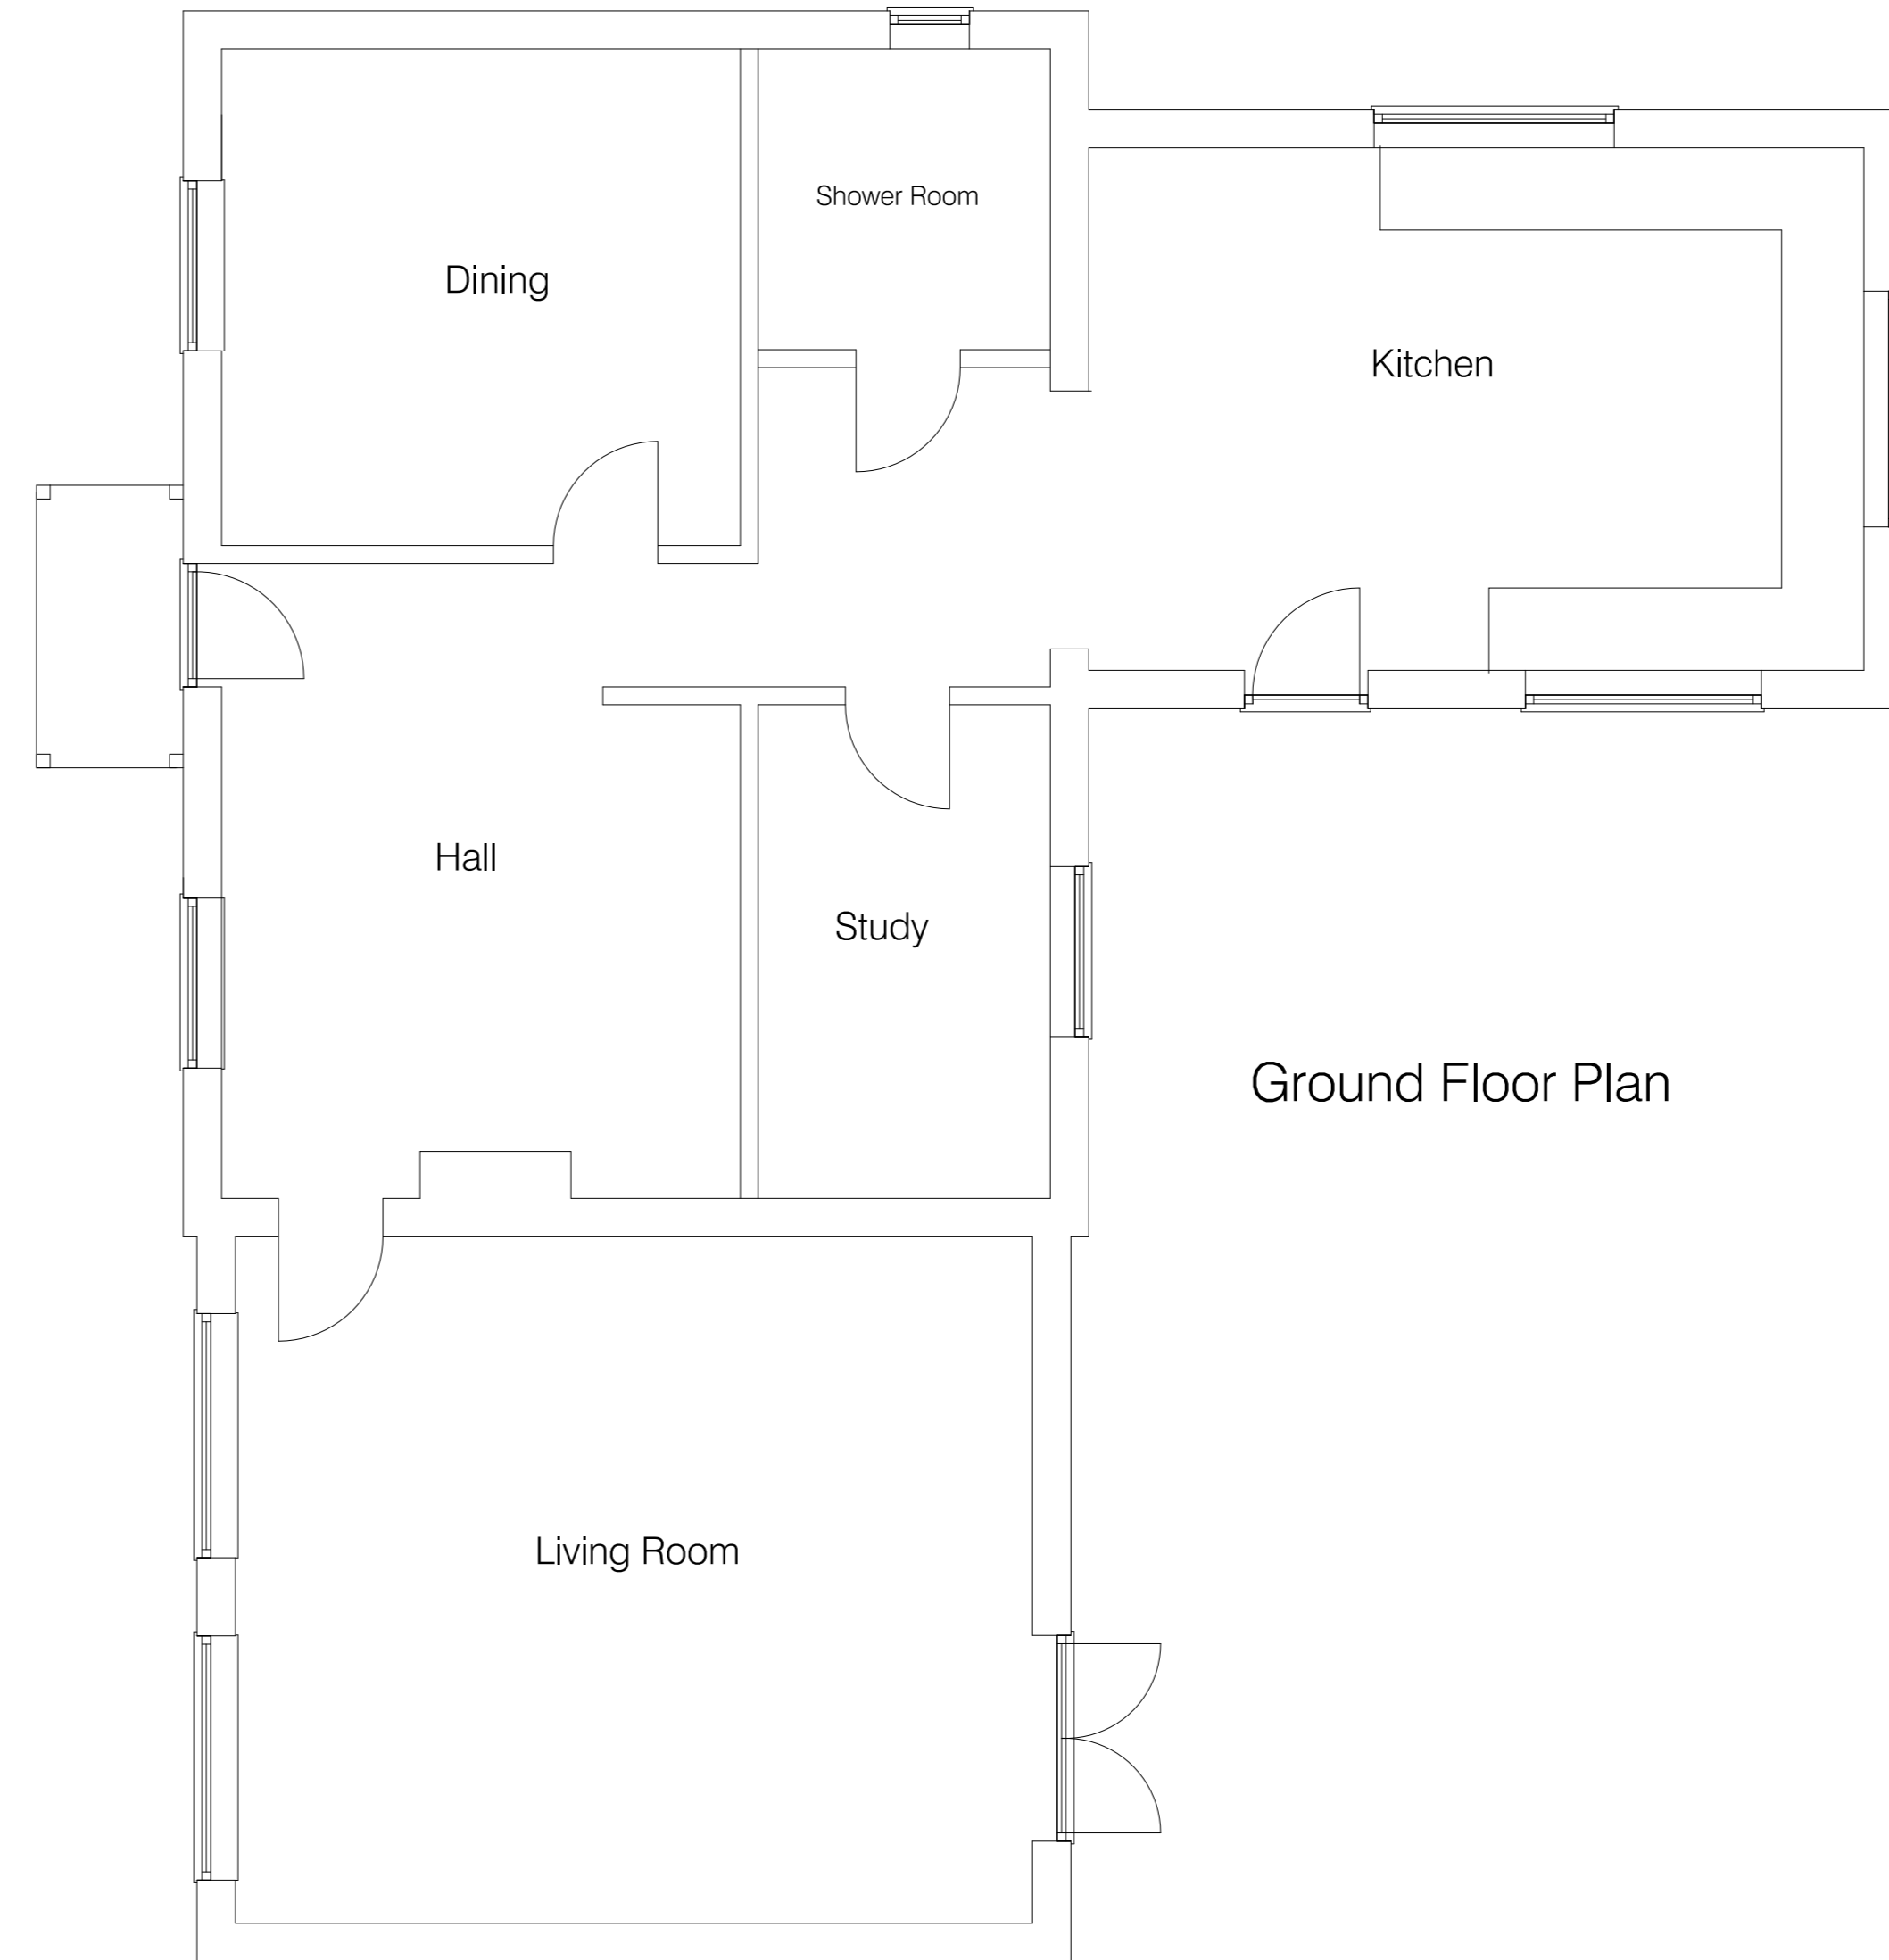 Shower Room
Dining
Kitchen
Hall
Study
Ground Floor Plan
Living Room